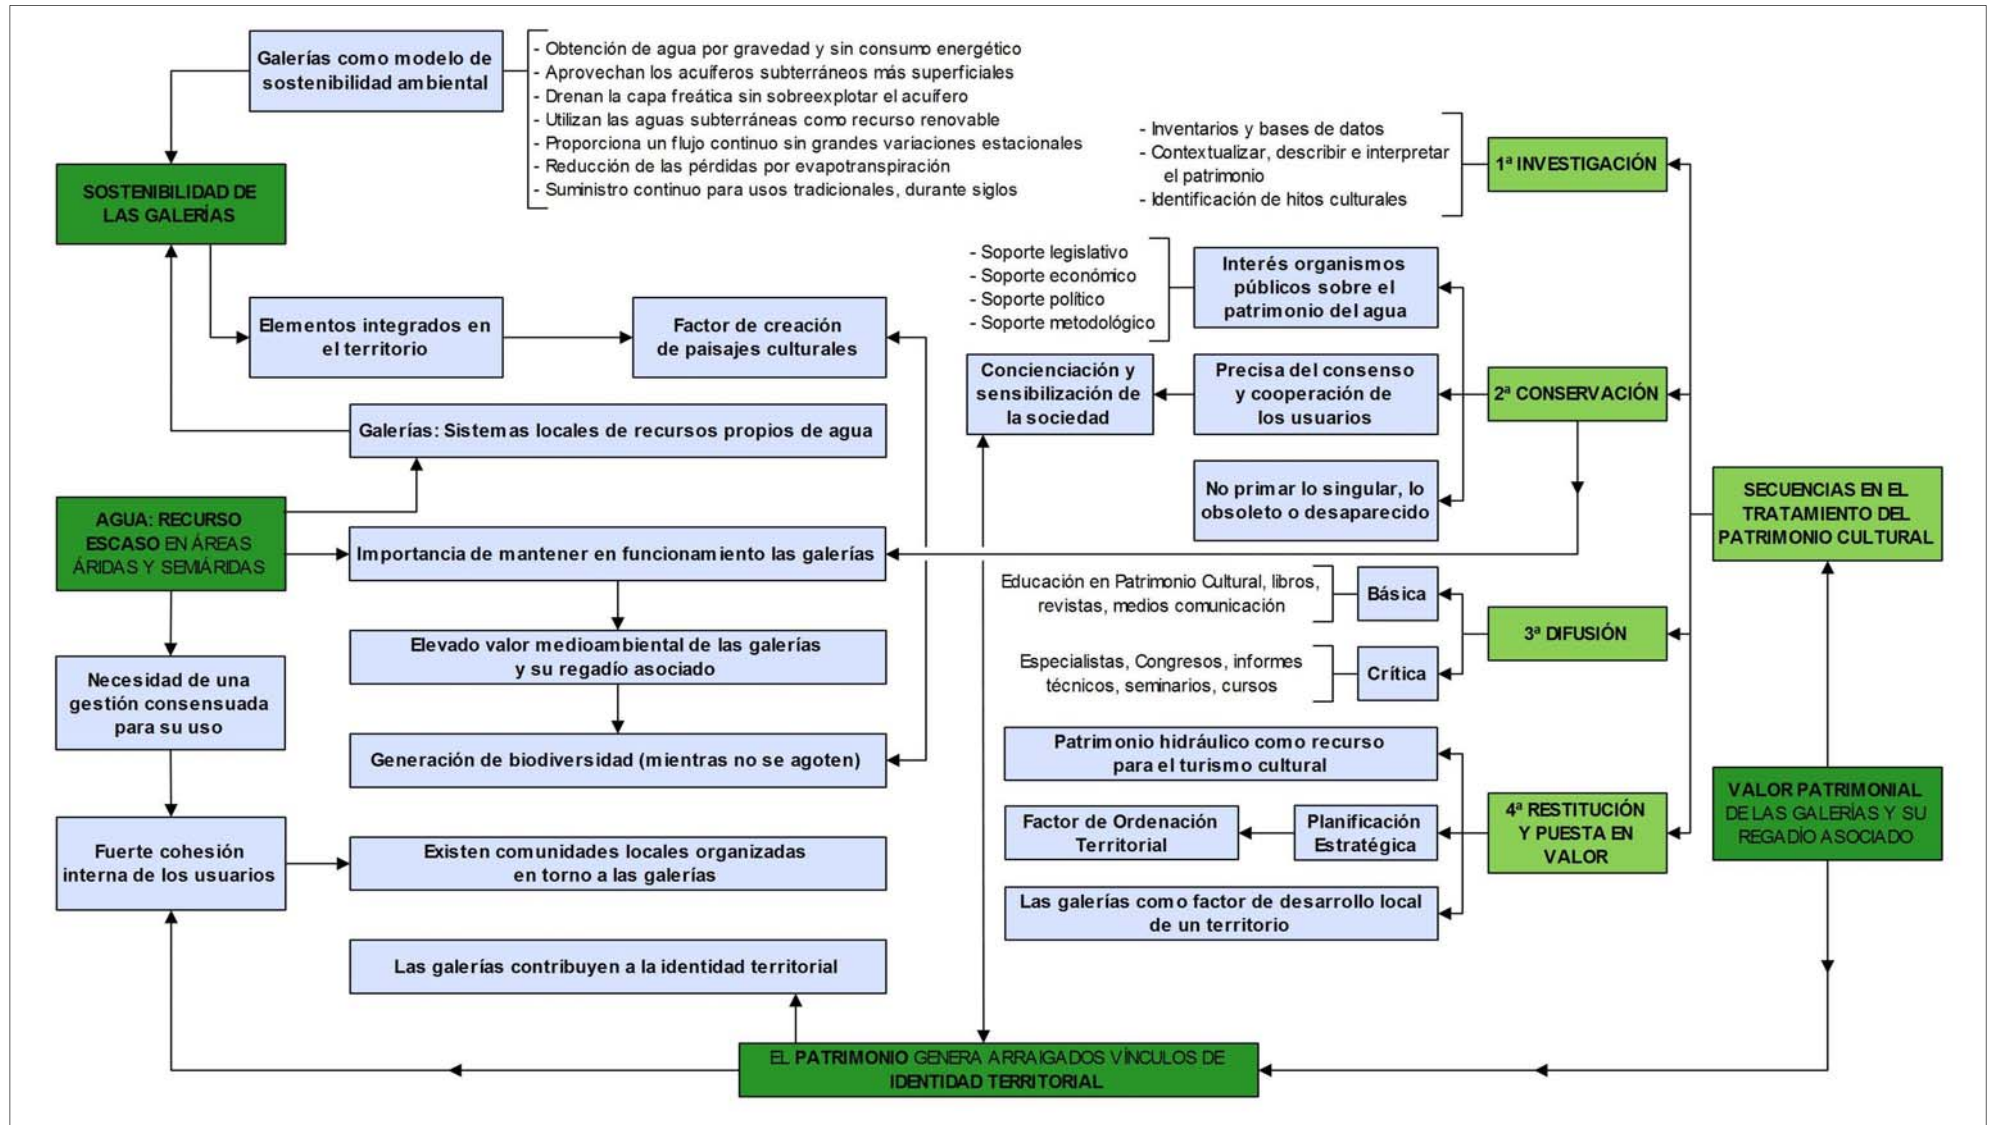 Galerías como modelo de
sostenibilidad ambiental
- Obtención de agua por gravedad y sin consumo energético
- Aprovechan los acuíferos subterráneos más superficiales
- Drenan la capa freática sin sobreexplotar el acuífero
- Utilizan las aguas subterráneas como recurso renovable
- Proporciona un flujo continuo sin grandes variaciones estacionales
- Reducción de las pérdidas por evapotranspiración
- Suministro continuo para usos tradicionales, durante siglos
SOSTENIBILIDAD DE
LAS GALERÍAS
Elementos integrados en
el territorio
Factor de creación
de paisajes culturales
Galerías: Sistemas locales de recursos propios de agua
AGUA: RECURSO
ESCASO EN ÁREAS
ÁRIDAS Y SEMIÁRIDAS
Importancia de mantener en funcionamiento las galerías
Elevado valor medioambiental de las galerías
y su regadío asociado
Necesidad de una
gestión consensuada
para su uso
Generación de biodiversidad (mientras no se agoten)
Fuerte cohesión
interna de los usuarios
Existen comunidades locales organizadas
en torno a las galerías
Las galerías contribuyen a la identidad territorial
- Inventarios y bases de datos
- Contextualizar, describir e interpretar
el patrimonio
- Identificación de hitos culturales
1ª INVESTIGACIÓN
- Soporte legislativo
- Soporte económico
- Soporte político
- Soporte metodológico
Interés organismos
públicos sobre el
patrimonio del agua
Concienciación y
sensibilización de
la sociedad
Precisa del consenso
y cooperación de
los usuarios
2ª CONSERVACIÓN
No primar lo singular, lo
obsoleto o desaparecido
SECUENCIAS EN EL
TRATAMIENTO DEL
PATRIMONIO CULTURAL
Educación en Patrimonio Cultural, libros,
revistas, medios comunicación
Básica
3ª DIFUSIÓN
Especialistas, Congresos, informes
técnicos, seminarios, cursos
Crítica
Patrimonio hidráulico como recurso
para el turismo cultural
Factor de Ordenación
Territorial
Planificación
Estratégica
4ª RESTITUCIÓN
Y PUESTA EN
VALOR
VALOR PATRIMONIAL
DE LAS GALERÍAS Y SU
REGADÍO ASOCIADO
Las galerías como factor de desarrollo local
de un territorio
EL PATRIMONIO GENERA ARRAIGADOS VÍNCULOS DE
IDENTIDAD TERRITORIAL